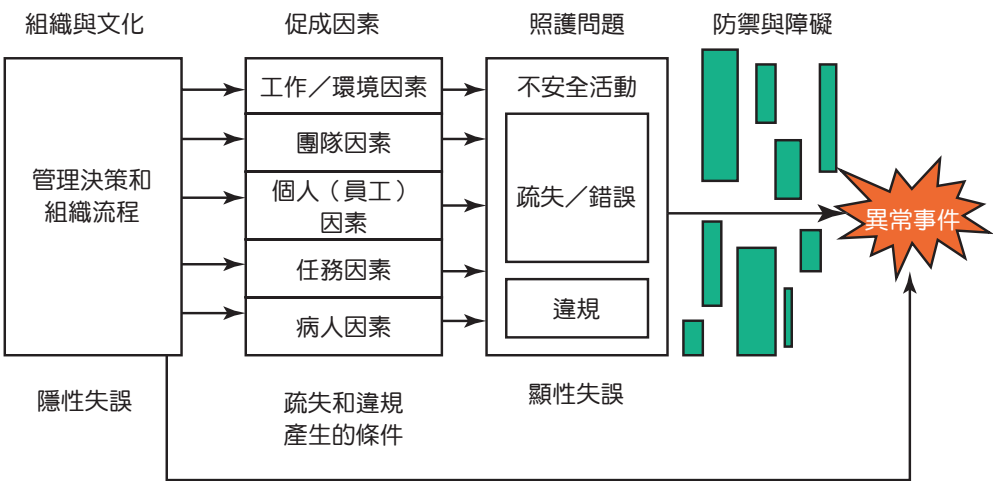 組織與文化
促成因素
照護問題
防禦與障礙
管理決策和
組織流程
工作／環境因素
團隊因素
個人（員工）
因素
任務因素
病人因素
不安全活動
疏失／錯誤
違規
異常事件
隱性失誤
疏失和違規
產生的條件
顯性失誤